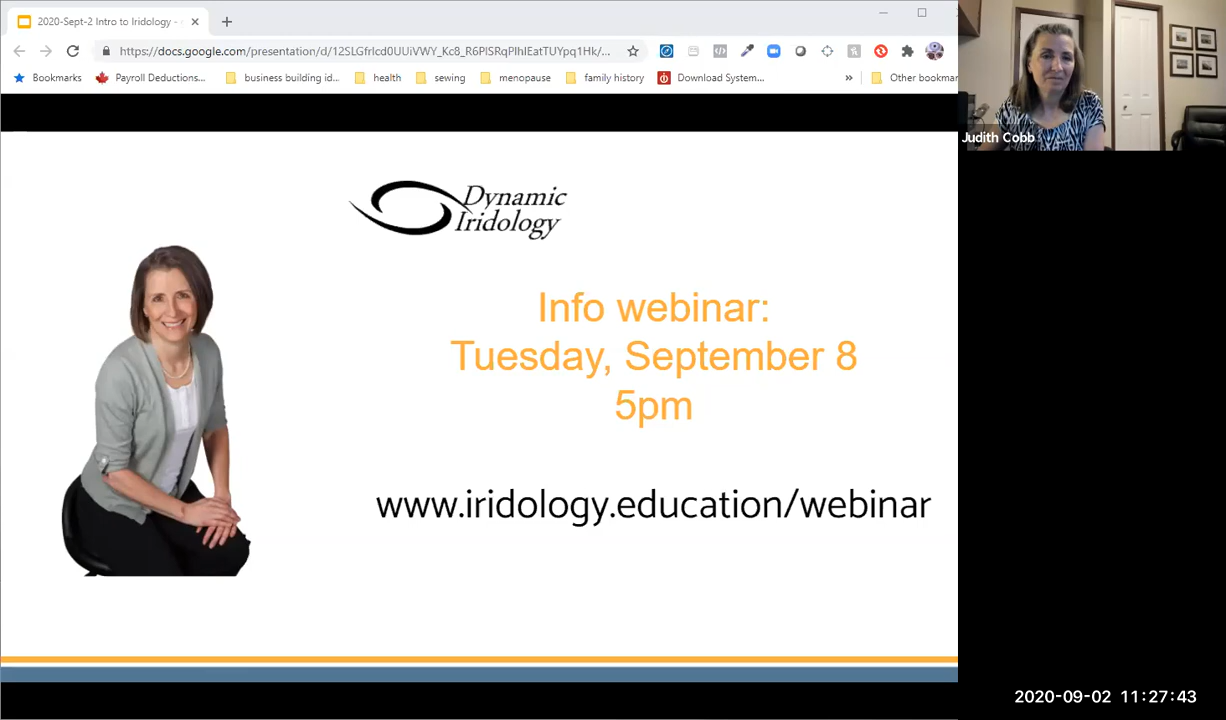 2020-Sept-2 Intro to Iridology -
https://docs.google.com/presentation/d/12SLGfrlcd0UUiVWY_Kc8_R6PlSRqPlhIEatTUYpq1Hk/...
Bookmarks
Payroll Deductions...
business building id...
health
sewing
menopause
family history
Download System...
»
Other bookmar
Judith Cobb
Dynamic
Iridology
Info webinar:
Tuesday, September 8
5pm
www.iridology.education/webinar
2020-09-02 11:27:43